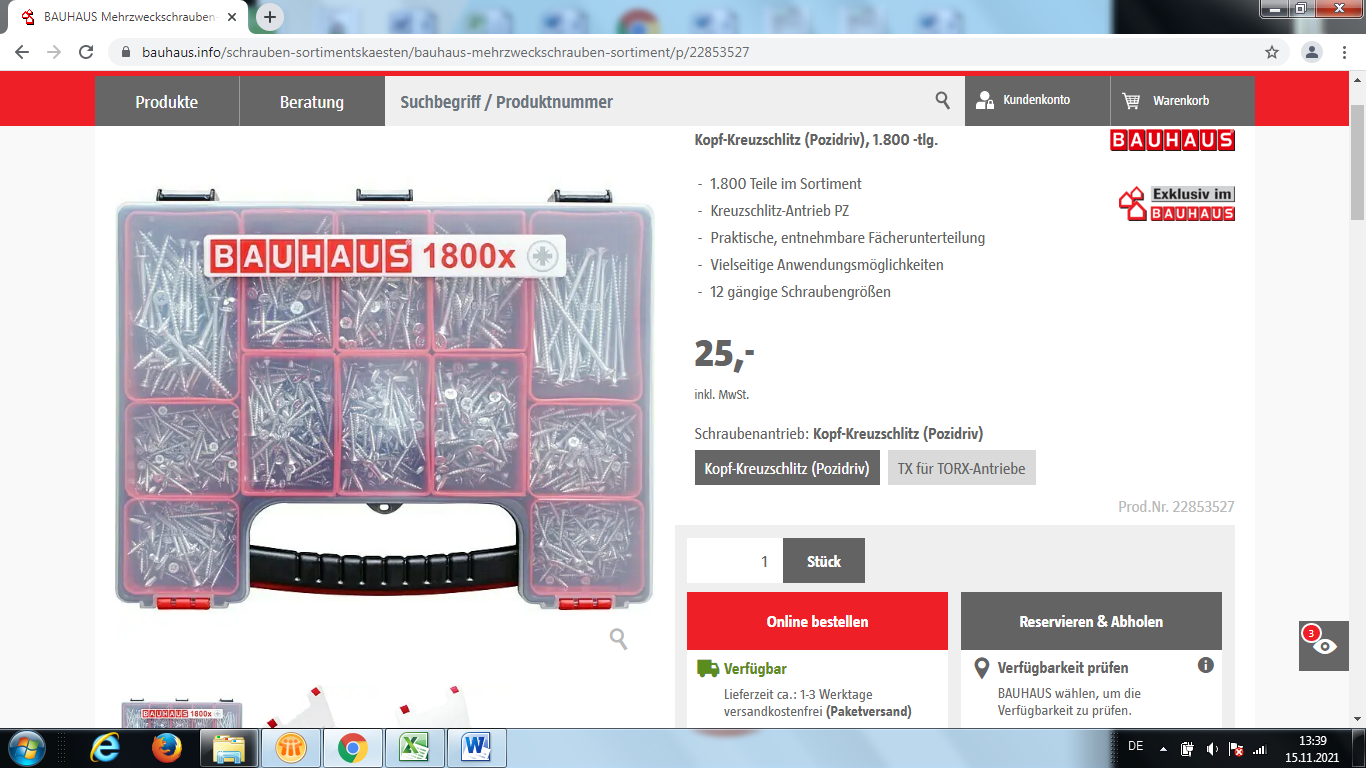 BAUHAUS Mehrzweckschrauben-
bauhaus.info/schrauben-sortimentskaesten/bauhaus-mehrzweckschrauben-sortiment/p/22853527
Produkte
Beratung
Suchbegriff / Produktnummer
Kundenkonto
Warenkorb
Kopf-Kreuzschlitz (Pozidriv), 1.800 -tlg.
BAUHAUS
- 1.800 Teile im Sortiment
- Kreuzschlitz-Antrieb PZ
- Praktische, entnehmbare Fächerunterteilung
- Vielseitige Anwendungsmöglichkeiten
- 12 gängige Schraubengrößen
Exklusiv im
BAUHAUS
BAUHAUS 1800x
25,-
inkl. MwSt.
Schraubenantrieb: Kopf-Kreuzschlitz (Pozidriv)
Kopf-Kreuzschlitz (Pozidriv)
TX für TORX-Antriebe
Prod.Nr. 22853527
1
Stück
Online bestellen
Reservieren & Abholen
3
Verfügbar
Lieferzeit ca.: 1-3 Werktage
versandkostenfrei (Paketversand)
Verfügbarkeit prüfen
BAUHAUS wählen, um die
Verfügbarkeit zu prüfen.
BAUHAUS 1800x
DE
13:39
15.11.2021